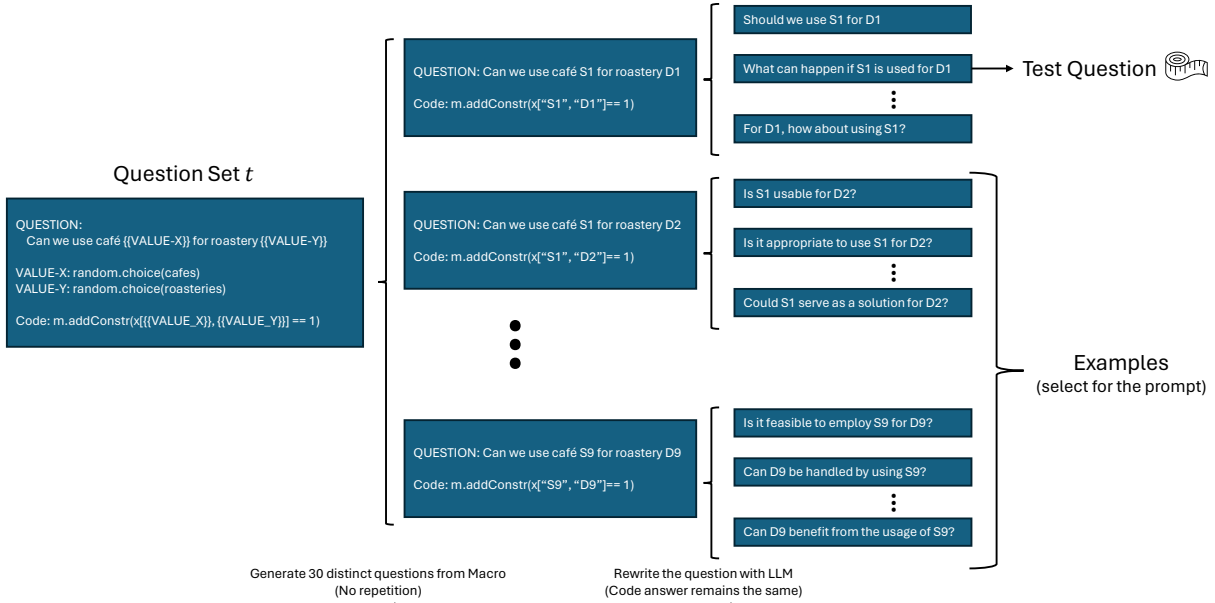 Question Set t
QUESTION:
Can we use café {{VALUE-X}} for roastery {{VALUE-Y}}
VALUE-X: random.choice(cafes)
VALUE-Y: random.choice(roasteries)
Code: m.addConstr(x[{{VALUE_X}}, {{VALUE_Y}}] == 1)
QUESTION: Can we use café S1 for roastery D1
Code: m.addConstr(x[“S1”, “D1”]== 1)
QUESTION: Can we use café S1 for roastery D2
Code: m.addConstr(x[“S1”, “D2”]== 1)
QUESTION: Can we use café S9 for roastery D9
Code: m.addConstr(x[“S9”, “D9”]== 1)
Should we use S1 for D1
What can happen if S1 is used for D1
For D1, how about using S1?
Test Question
Is S1 usable for D2?
Is it appropriate to use S1 for D2?
Could S1 serve as a solution for D2?
Is it feasible to employ S9 for D9?
Can D9 be handled by using S9?
Can D9 benefit from the usage of S9?
Examples
(select for the prompt)
Generate 30 distinct questions from Macro
(No repetition)
Rewrite the question with LLM
(Code answer remains the same)